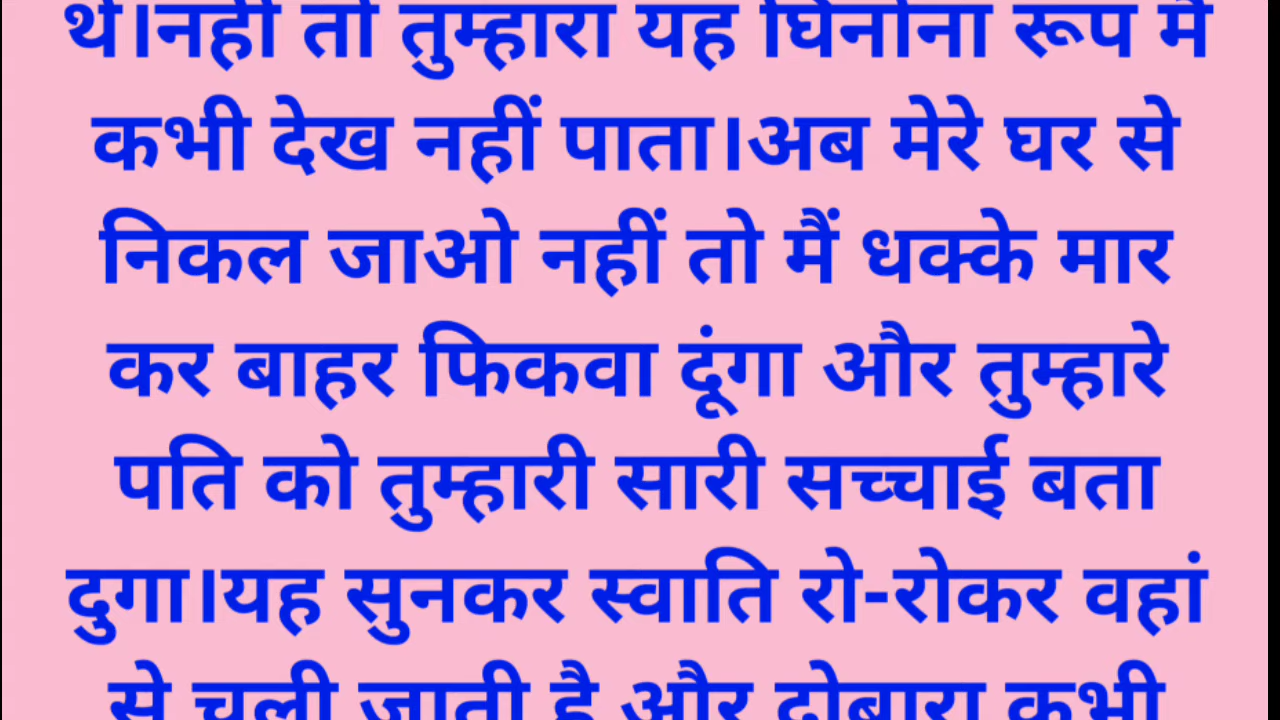 थे।नहीं तो तुम्हारा यह घिनौना रूप मैं
कभी देख नहीं पाता।अब मेरे घर से
निकल जाओ नहीं तो मैं धक्के मार
कर बाहर फिकवा दूंगा और तुम्हारे
पति को तुम्हारी सारी सच्चाई बता
दुगा।यह सुनकर स्वाति रो-रोकर वहां
से चली जाती है और दोबारा कभी